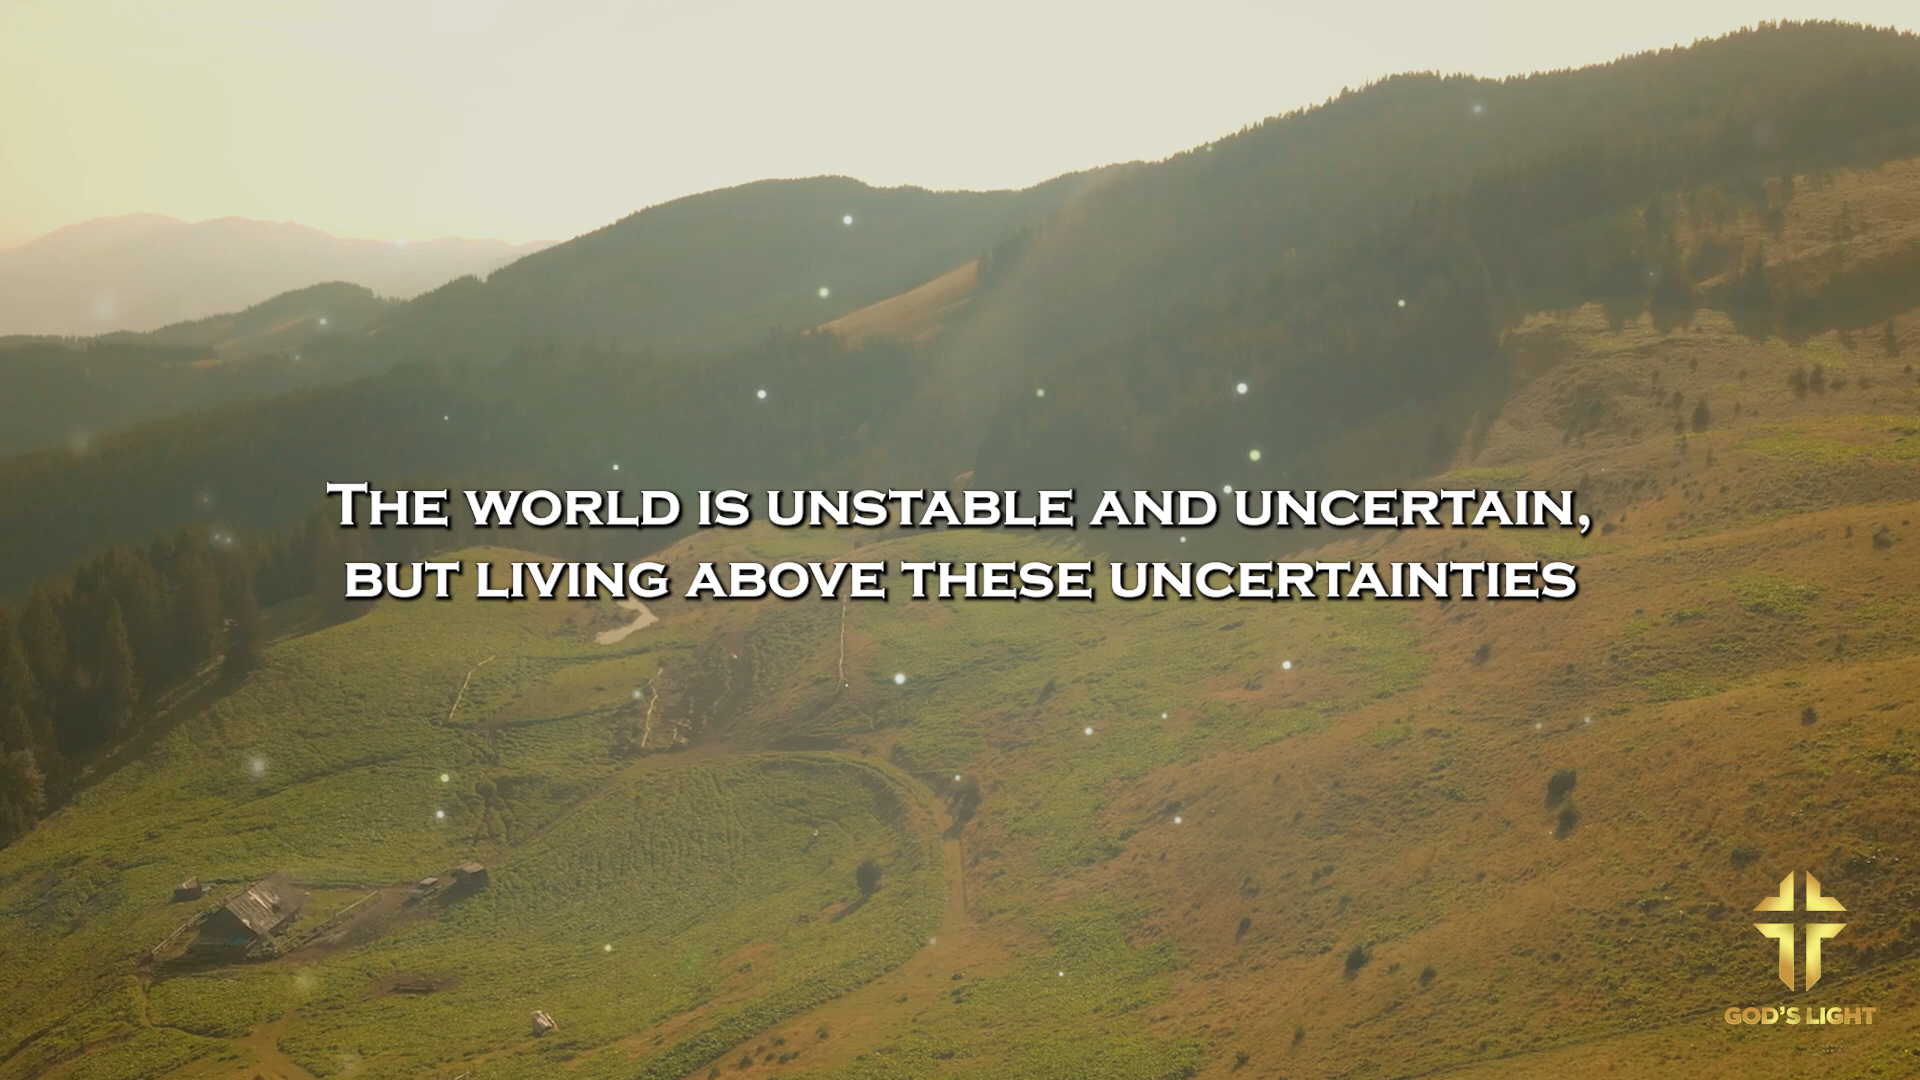 The world is unstable and uncertain,
but living above these uncertainties
GOD'S LIGHT